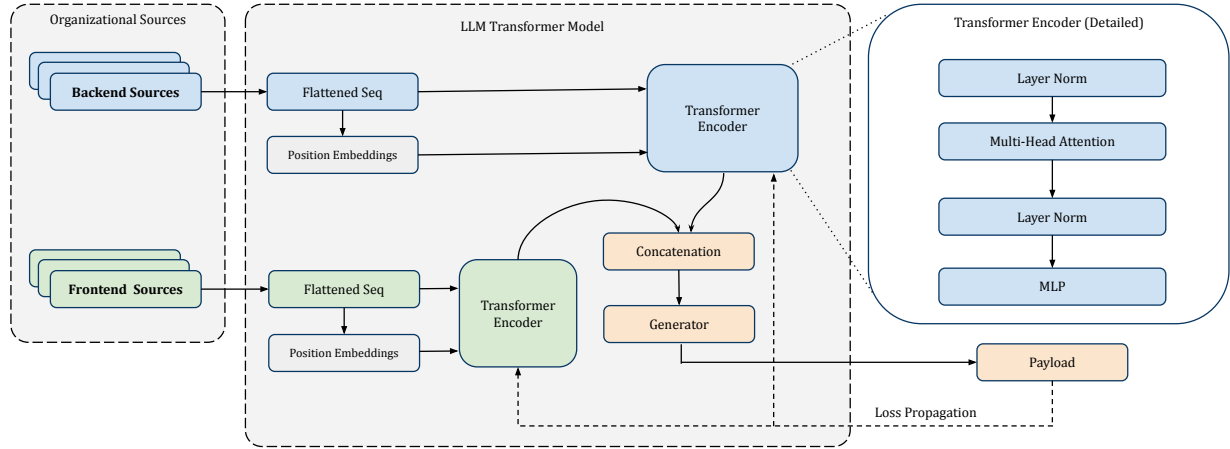 Organizational Sources
LLM Transformer Model
Transformer Encoder (Detailed)
Backend Sources
Flattened Seq
Position Embeddings
Transformer
Encoder
Layer Norm
Multi-Head Attention
Layer Norm
MLP
Frontend Sources
Flattened Seq
Position Embeddings
Transformer
Encoder
Concatenation
Generator
Payload
Loss Propagation